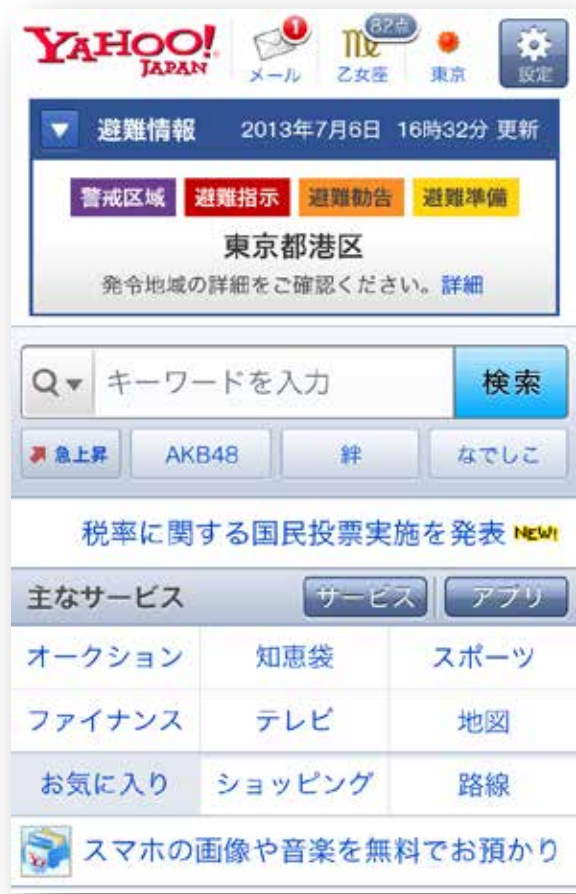 YAHOO!
JAPAN
1
メール
82点
乙女座
東京
設定
避難情報 2013年7月6日 16時32分 更新
警戒区域 避難指示 避難勧告 避難準備
東京都港区
発令地域の詳細をご確認ください。詳細
キーワードを入力 検索
急上昇 AKB48 絆 なでしこ
税率に関する国民投票実施を発表 NEW!
主なサービス サービス アプリ
オークション 知恵袋 スポーツ
ファイナンス テレビ 地図
お気に入り ショッピング 路線
スマホの画像や音楽を無料でお預かり